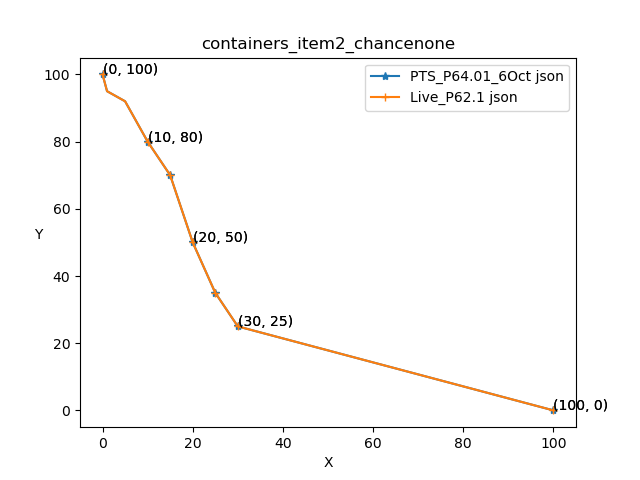 containers_item2_chancenone
PTS_P64.01_6Oct json
Live_P62.1 json
(0, 100)
(10, 80)
(20, 50)
(30, 25)
(100, 0)
100
80
60
40
20
0
Y
0 20 40 60 80 100
X